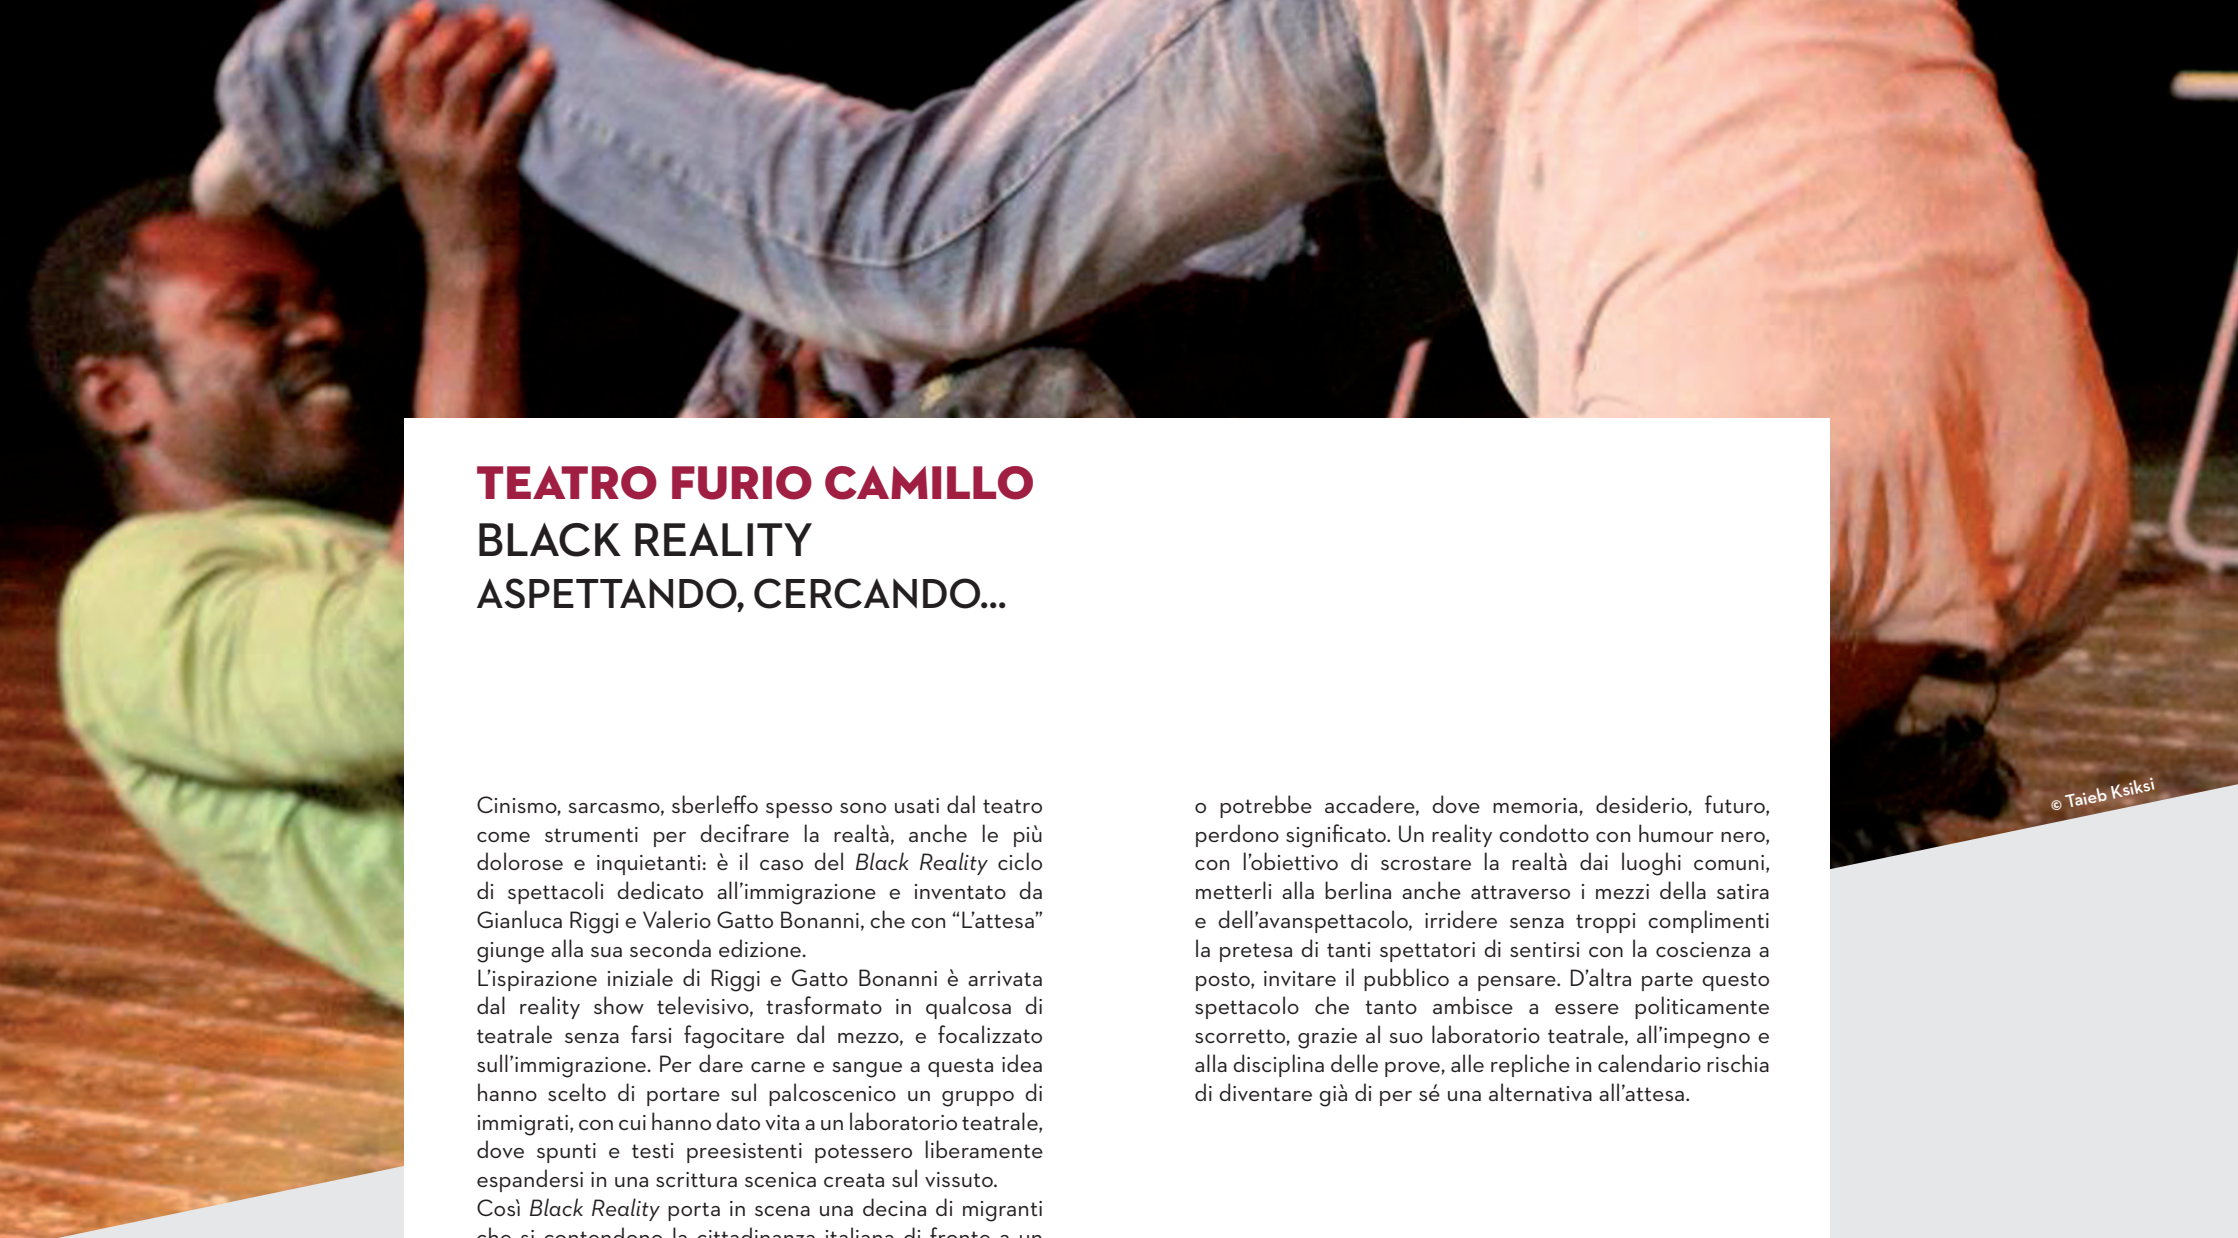 TEATRO FURIO CAMILLO
BLACK REALITY
ASPETTANDO, CERCANDO...
Cinismo, sarcasmo, sberleffo spesso sono usati dal teatro
come strumenti per decifrare la realtà, anche le più
dolorose e inquietanti: è il caso del Black Reality ciclo
di spettacoli dedicato all’immigrazione e inventato da
Gianluca Riggi e Valerio Gatto Bonanni, che con “L’attesa”
giunge alla sua seconda edizione.
L’ispirazione iniziale di Riggi e Gatto Bonanni è arrivata
dal reality show televisivo, trasformato in qualcosa di
teatrale senza farsi fagocitare dal mezzo, e focalizzato
sull’immigrazione. Per dare carne e sangue a questa idea
hanno scelto di portare sul palcoscenico un gruppo di
immigrati, con cui hanno dato vita a un laboratorio teatrale,
dove spunti e testi preesistenti potessero liberamente
espandersi in una scrittura scenica creata sul vissuto.
Così Black Reality porta in scena una decina di migranti
che si contendono la cittadinanza italiana di fronte a un
o potrebbe accadere, dove memoria, desiderio, futuro,
perdono significato. Un reality condotto con humour nero,
con l’obiettivo di scrostare la realtà dai luoghi comuni,
metterli alla berlina anche attraverso i mezzi della satira
e dell’avanspettacolo, irridere senza troppi complimenti
la pretesa di tanti spettatori di sentirsi con la coscienza a
posto, invitare il pubblico a pensare. D’altra parte questo
spettacolo che tanto ambisce a essere politicamente
scorretto, grazie al suo laboratorio teatrale, all’impegno e
alla disciplina delle prove, alle repliche in calendario rischia
di diventare già di per sé una alternativa all’attesa.
© Taieb Ksiksi